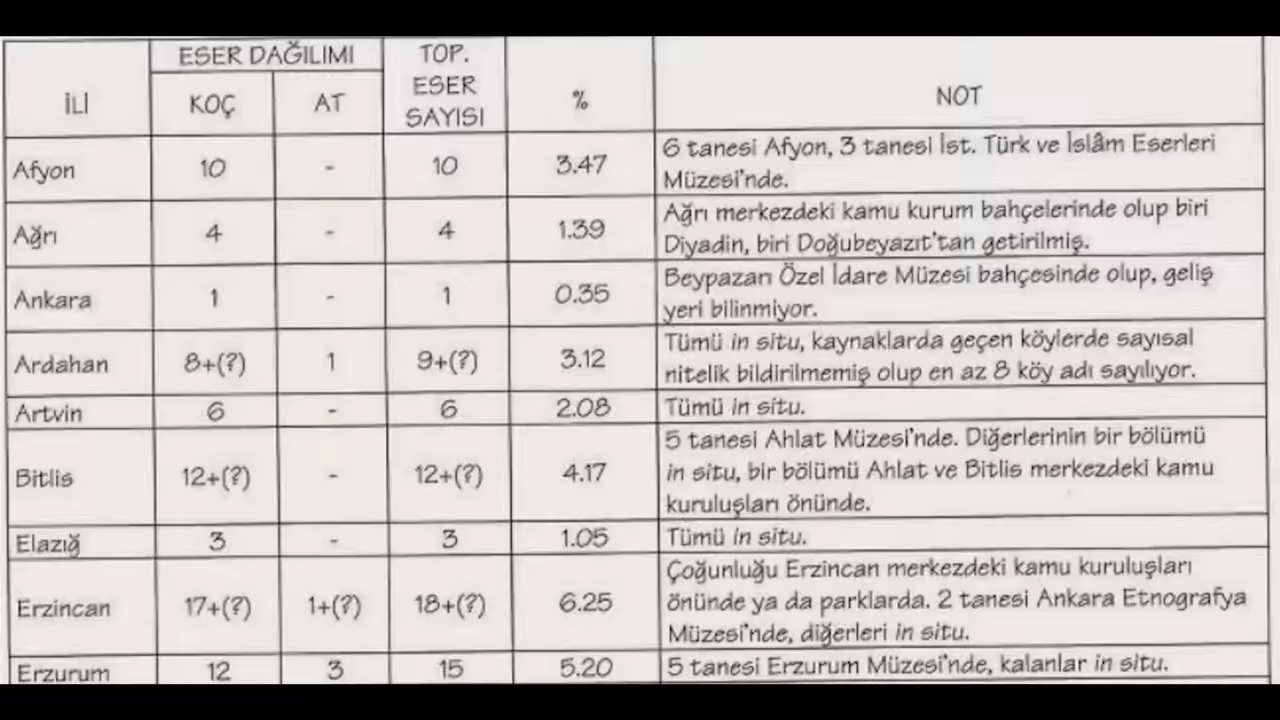 İLİ | ESER DAĞILIMI | TOP. ESER SAYISI | % | NOT
KOÇ | AT
Afyon | 10 | - | 10 | 3.47 | 6 tanesi Afyon, 3 tanesi İst. Türk ve İslâm Eserleri
Müzesi'nde.
Ağrı | 4 | - | 4 | 1.39 | Ağrı merkezdeki kamu kurum bahçelerinde olup biri
Diyadin, biri Doğubeyazıt'tan getirilmiş.
Ankara | 1 | - | 1 | 0.35 | Beypazarı Özel İdare Müzesi bahçesinde olup, geliş
yeri bilinmiyor.
Ardahan | 8+(?) | 1 | 9+(?) | 3.12 | Tümü in situ, kaynaklarda geçen köylerde sayısal
nitelik bildirilmemiş olup en az 8 köy adı sayılıyor.
Artvin | 6 | - | 6 | 2.08 | Tümü in situ.
Bitlis | 12+(?) | - | 12+(?) | 4.17 | 5 tanesi Ahlat Müzesi'nde. Diğerlerinin bir bölümü
in situ, bir bölümü Ahlat ve Bitlis merkezdeki kamu
kuruluşları önünde.
Elazığ | 3 | - | 3 | 1.05 | Tümü in situ.
Erzincan | 17+(?) | 1+(?) | 18+(?) | 6.25 | Çoğunluğu Erzincan merkezdeki kamu kuruluşları
önünde ya da parklarda. 2 tanesi Ankara Etnografya
Müzesi'nde, diğerleri in situ.
Erzurum | 12 | 3 | 15 | 5.20 | 5 tanesi Erzurum Müzesi'nde, kalanlar in situ.